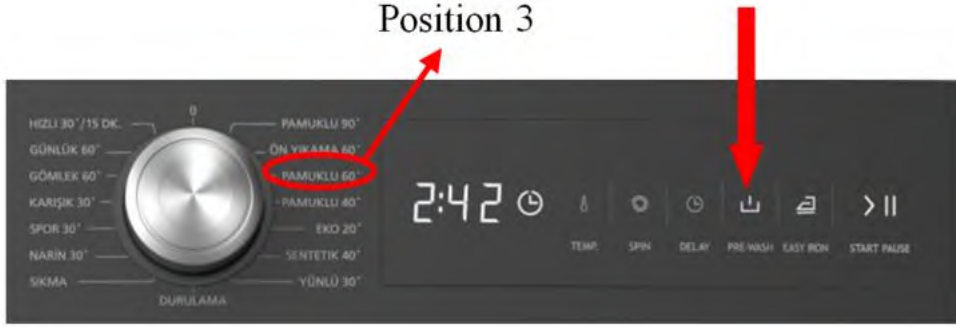 Position 3
0
HIZLI 30°/15 DK.
GÜNLÜK 60°
GÖMLEK 60°
KARIŞIK 30°
SPOR 30°
NARİN 30°
SIKMA
DURULAMA
PAMUKLU 90°
ÖN YIKAMA 60°
PAMUKLU 60°
PAMUKLU 40°
EKO 20°
SENTETİK 40°
YÜNLÜ 30°
2:42
TEMP.
SPIN
DELAY
PRE-WASH
EASY IRON
START PAUSE